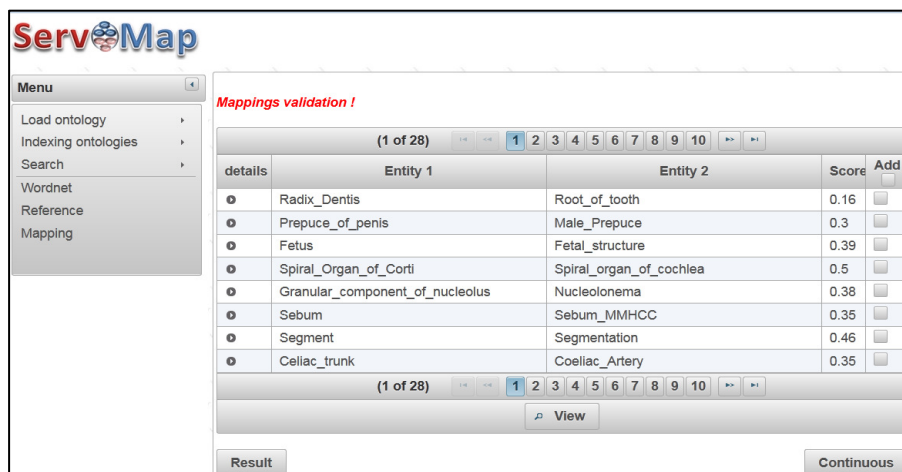 ServoMap
Menu
Load ontology
Indexing ontologies
Search
Wordnet
Reference
Mapping
Mappings validation !
(1 of 28) 1 2 3 4 5 6 7 8 9 10
details Entity 1 Entity 2 Score Add
Radix_Dentis Root_of_tooth 0.16
Prepuce_of_penis Male_Prepuce 0.3
Fetus Fetal_structure 0.39
Spiral_Organ_of_Corti Spiral_organ_of_cochlea 0.5
Granular_component_of_nucleolus Nucleolonema 0.38
Sebum Sebum_MMHCC 0.35
Segment Segmentation 0.46
Celiac_trunk Coeliac_Artery 0.35
(1 of 28) 1 2 3 4 5 6 7 8 9 10
View
Result Continuous